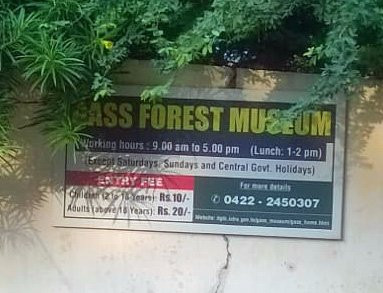 GASS FOREST MUSEUM
Working hours : 9.00 am to 5.00 pm (Lunch: 1-2 pm)
(Except Saturdays, Sundays and Central Govt. Holidays)
ENTRY FEE
Children (2 to 18 Years): Rs.10/-
Adults (above 18 Years): Rs. 20/-
For more details
✆ 0422 - 2450307
Website: